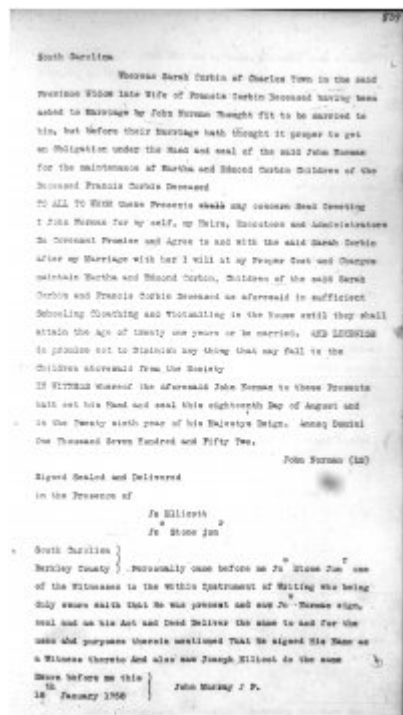 South Carolina
Whereas Sarah Corbin of Charles Town in the said
Province Widow late Wife of Francis Corbin Deceased having been
asked in Marriage by John Norman Thought fit to be married to
him, but before their Marriage hath thought it proper to get
an Obligation under the Hand and seal of the said John Norman
for the maintenance of Martha and Edmond Corbin Children of the
Deceased Francis Corbin Deceased
TO ALL TO WHOM these Presents shall may concern Send Greeting
I John Norman for my self, my Heirs, Executors and Administrators
Do Covenant Promise and Agree to and with the said Sarah Corbin
after my Marriage with her I will at my Proper Cost and Charges
maintain Martha and Edmond Corbin, Children of the said Sarah
Corbin and Francis Corbin Deceased as aforesaid in sufficient
Schooling Cloathing and Victualling in the house until they shall
attain the age of twenty one years or be married. AND LIKEWISE
do promise not to Diminish any thing that may fall to the
Children aforesaid from the Society
IN WITNESS whereof the aforesaid John Norman to these Presents
hath set his Hand and seal this eighteenth Day of August and
in the Twenty sixth year of his Majestys Reign. Annaq Domini
One Thousand Seven Hundred and Fifty Two.
John Norman (LS)
Signed Sealed and Delivered
in the Presence of
Jo Elliott
Jo Stone Jun
South Carolina
Berkley County Personally came before me Jo Stone Jun one
of the Witnesses to the within Instrument of Writing who being
duly sworn saith that He was present and saw Jo Norman sign,
seal and as his Act and Deed Deliver the same to and for the
uses and purposes therein mentioned That He signed His Name as
a Witness thereto And also saw Joseph Elliott do the same
Sworn before me this
18th January 1758 John Murray J P.